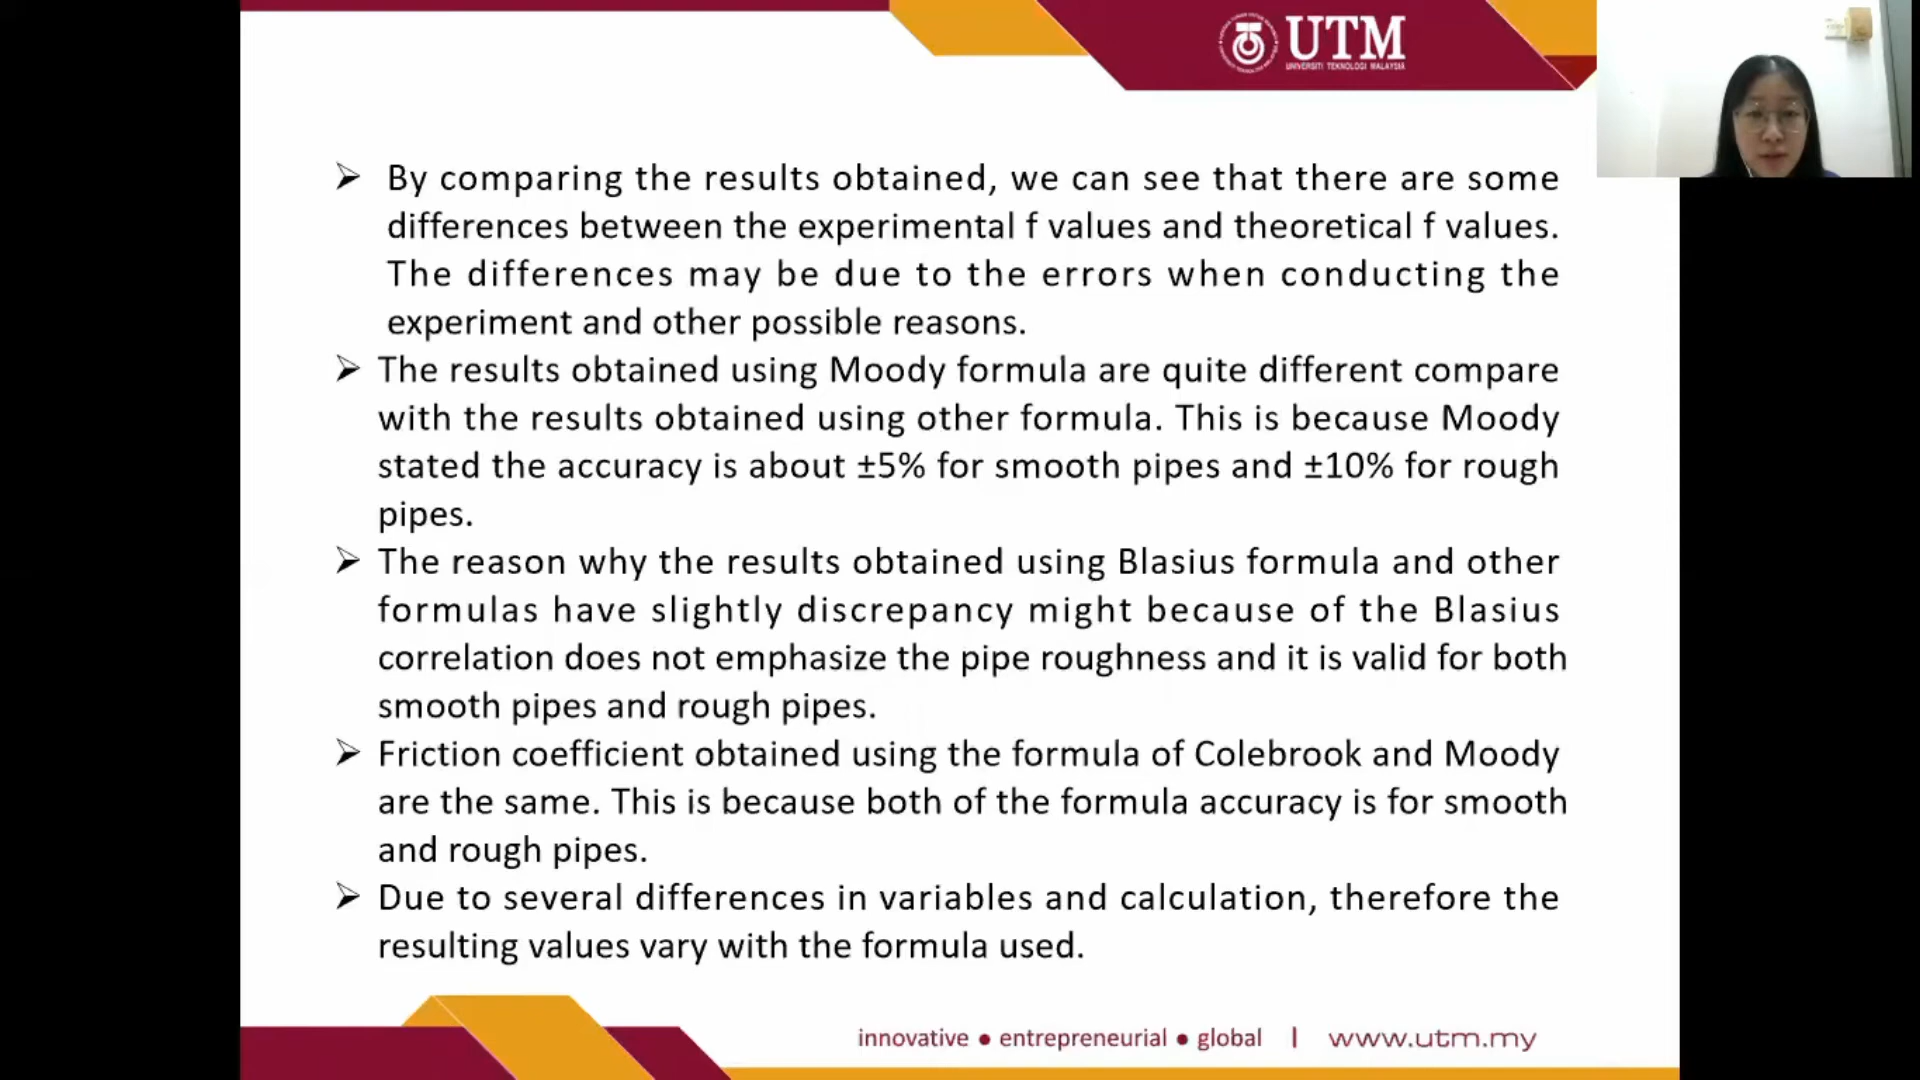 UTM
UNIVERSITI TEKNOLOGI MALAYSIA
By comparing the results obtained, we can see that there are some
differences between the experimental f values and theoretical f values.
The differences may be due to the errors when conducting the
experiment and other possible reasons.
The results obtained using Moody formula are quite different compare
with the results obtained using other formula. This is because Moody
stated the accuracy is about ±5% for smooth pipes and ±10% for rough
pipes.
The reason why the results obtained using Blasius formula and other
formulas have slightly discrepancy might because of the Blasius
correlation does not emphasize the pipe roughness and it is valid for both
smooth pipes and rough pipes.
Friction coefficient obtained using the formula of Colebrook and Moody
are the same. This is because both of the formula accuracy is for smooth
and rough pipes.
Due to several differences in variables and calculation, therefore the
resulting values vary with the formula used.
innovative ● entrepreneurial ● global | www.utm.my